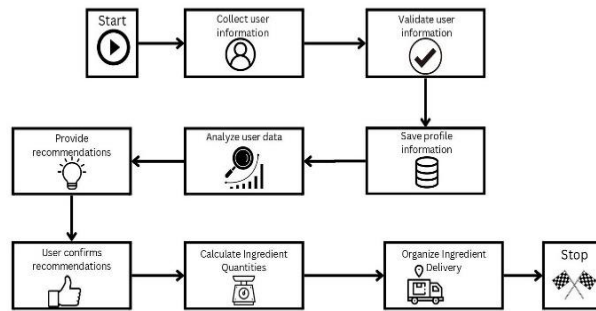 Start
Collect user
information
Validate user
information
Provide
recommendations
Analyze user data
Save profile
information
User confirms
recommendations
Calculate Ingredient
Quantities
Organize Ingredient
Delivery
Stop